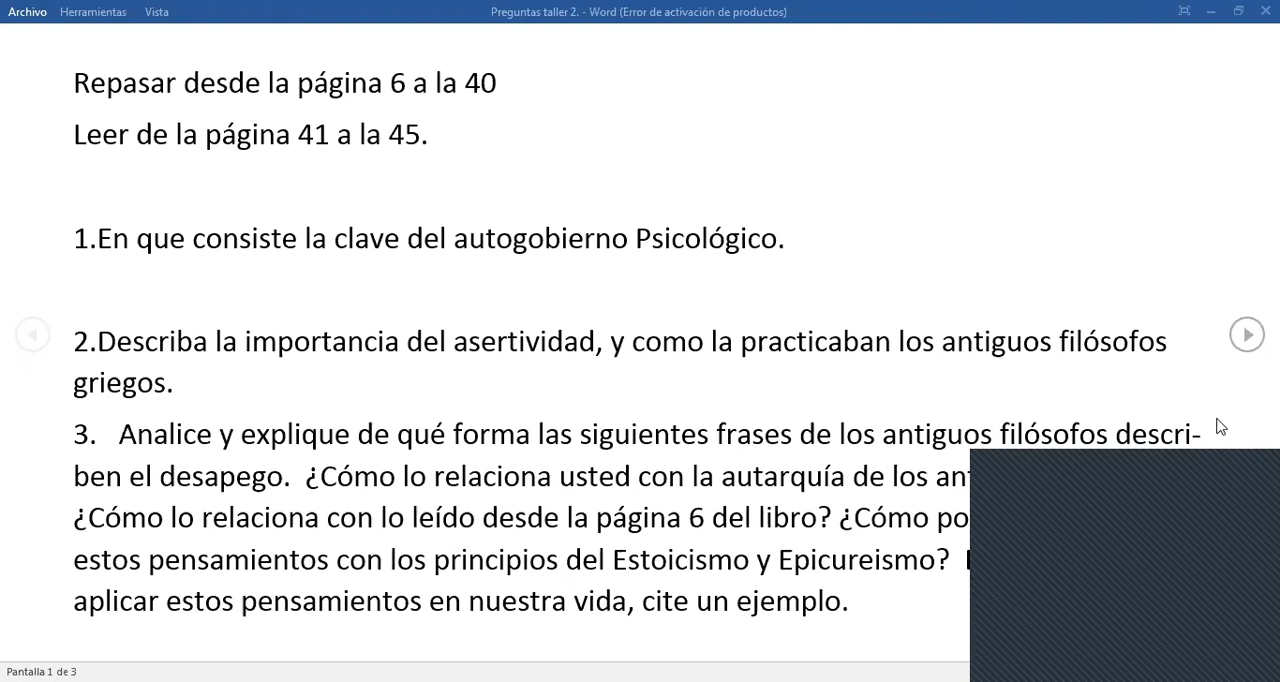 Archivo Herramientas Vista Preguntas taller 2. - Word (Error de activación de productos)
Repasar desde la página 6 a la 40
Leer de la página 41 a la 45.
1.En que consiste la clave del autogobierno Psicológico.
2.Describa la importancia del asertividad, y como la practicaban los antiguos filósofos
griegos.
3. Analice y explique de qué forma las siguientes frases de los antiguos filósofos descri-
ben el desapego. ¿Cómo lo relaciona usted con la autarquía de los
¿Cómo lo relaciona con lo leído desde la página 6 del libro? ¿Cómo
estos pensamientos con los principios del Estoicismo y Epicureismo?
aplicar estos pensamientos en nuestra vida, cite un ejemplo.
Pantalla 1 de 3